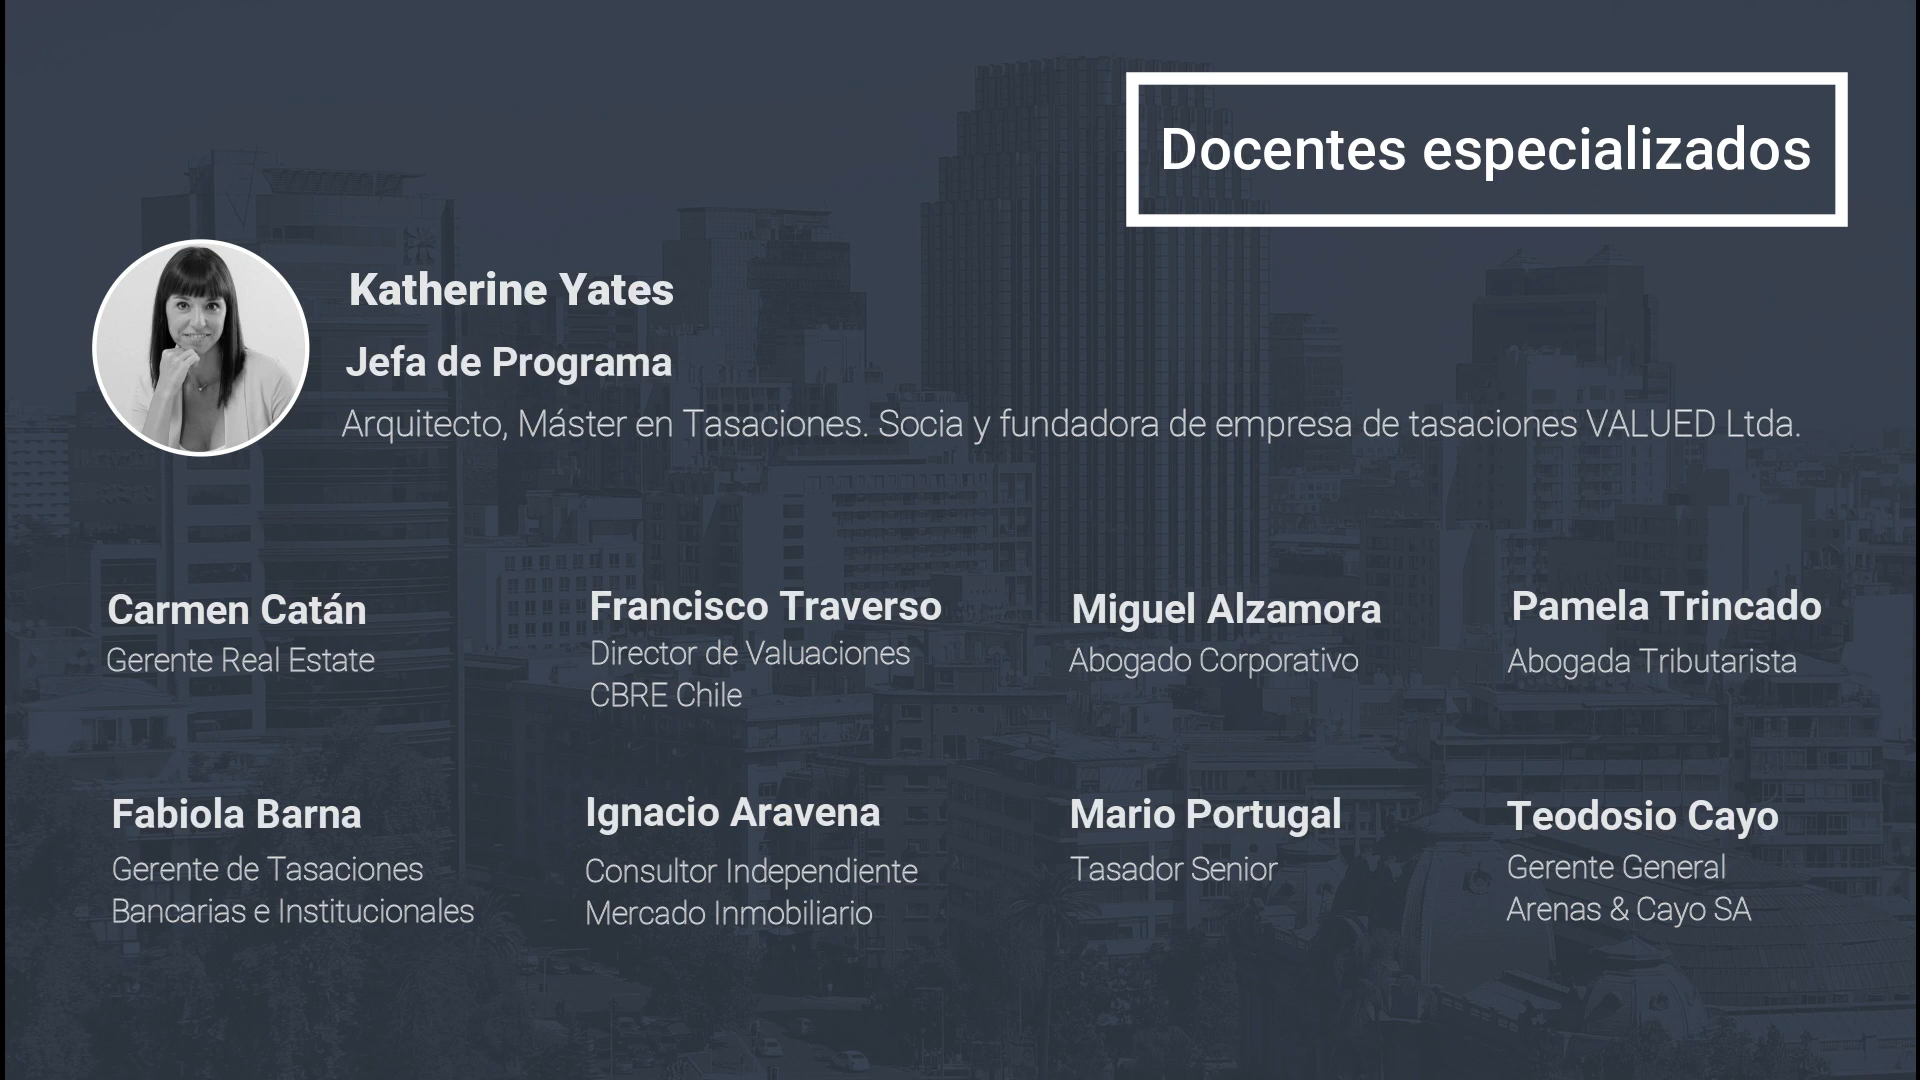 Docentes especializados
Katherine Yates
Jefa de Programa
Arquitecto, Máster en Tasaciones. Socia y fundadora de empresa de tasaciones VALUED Ltda.
Carmen Catán
Gerente Real Estate
Francisco Traverso
Director de Valuaciones
CBRE Chile
Miguel Alzamora
Abogado Corporativo
Pamela Trincado
Abogada Tributarista
Fabiola Barna
Gerente de Tasaciones
Bancarias e Institucionales
Ignacio Aravena
Consultor Independiente
Mercado Inmobiliario
Mario Portugal
Tasador Senior
Teodosio Cayo
Gerente General
Arenas & Cayo SA